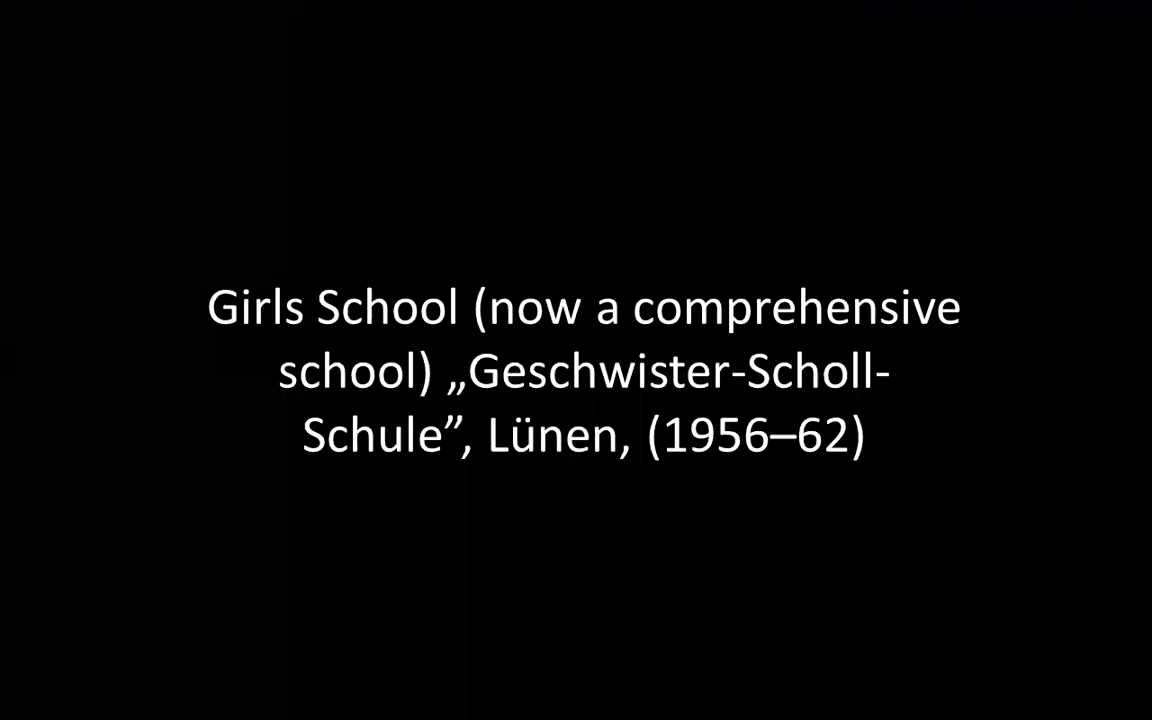 Girls School (now a comprehensive
school) „Geschwister-Scholl-
Schule”, Lünen, (1956–62)